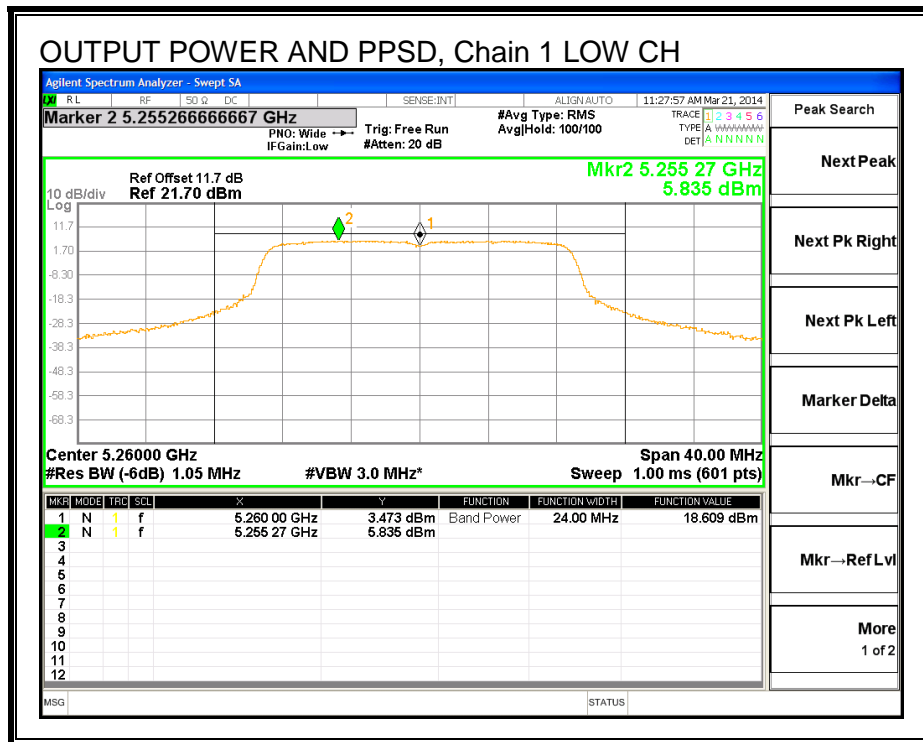 OUTPUT POWER AND PPSD, Chain 1 LOW CH
Agilent Spectrum Analyzer - Swept SA
LXI RL RF 50 Ω DC SENSE:INT ALIGN AUTO 11:27:57 AM Mar 21, 2014
Marker 2 5.255266666667 GHz
PNO: Wide
IFGain:Low
Trig: Free Run
#Atten: 20 dB
#Avg Type: RMS
Avg|Hold: 100/100
TRACE 1 2 3 4 5 6
TYPE A WWWWWW
DET A N N N N N
Ref Offset 11.7 dB
10 dB/div Ref 21.70 dBm
Log
Mkr2 5.255 27 GHz
5.835 dBm
11.7
1.70
-8.30
-18.3
-28.3
-38.3
-48.3
-58.3
-68.3
2
1
Center 5.26000 GHz Span 40.00 MHz
#Res BW (-6dB) 1.05 MHz #VBW 3.0 MHz* Sweep 1.00 ms (601 pts)
MKR MODE TRC SCL X Y FUNCTION FUNCTION WIDTH FUNCTION VALUE
1 N 1 f 5.260 00 GHz 3.473 dBm Band Power 24.00 MHz 18.609 dBm
2 N 1 f 5.255 27 GHz 5.835 dBm
3
4
5
6
7
8
9
10
11
12
MSG STATUS
Peak Search
Next Peak
Next Pk Right
Next Pk Left
Marker Delta
Mkr→CF
Mkr→Ref Lvl
More
1 of 2